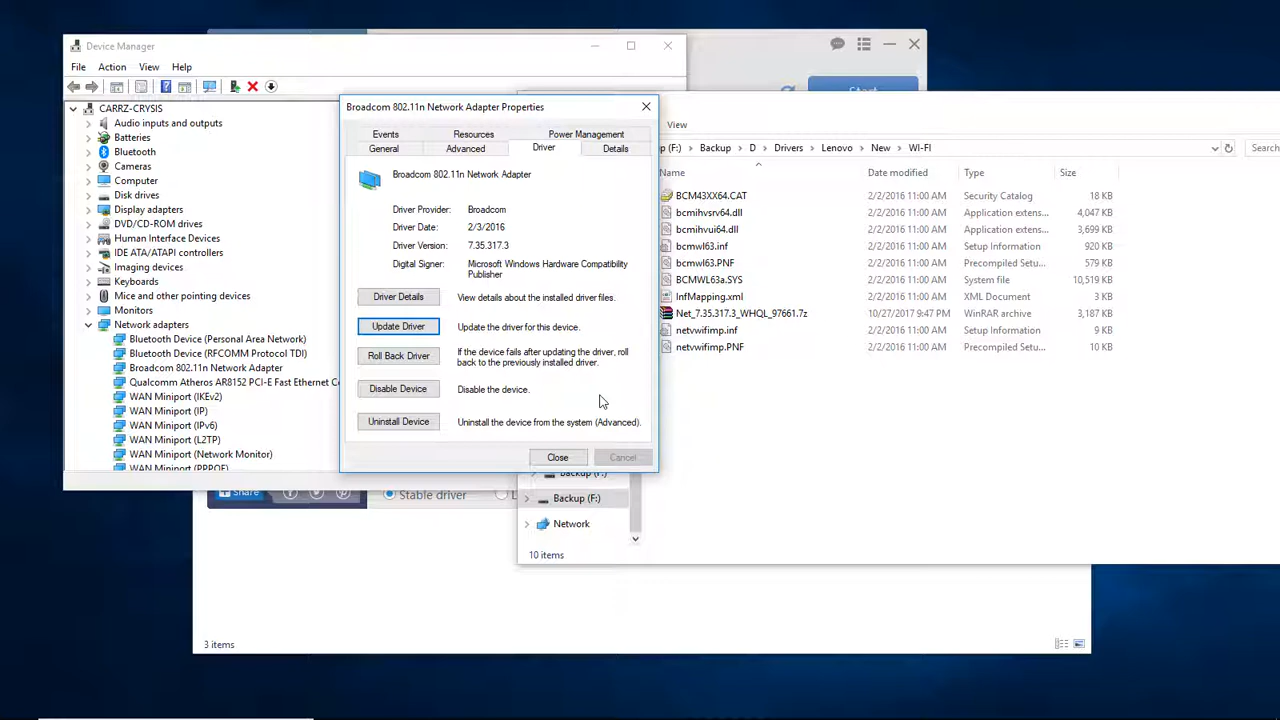 Device Manager
File Action View Help
CARRZ-CRYSIS
Audio inputs and outputs
Batteries
Bluetooth
Cameras
Computer
Disk drives
Display adapters
DVD/CD-ROM drives
Human Interface Devices
IDE ATA/ATAPI controllers
Imaging devices
Keyboards
Mice and other pointing devices
Monitors
Network adapters
Bluetooth Device (Personal Area Network)
Bluetooth Device (RFCOMM Protocol TDI)
Broadcom 802.11n Network Adapter
Qualcomm Atheros AR8152 PCI-E Fast Ethernet Co
WAN Miniport (IKEv2)
WAN Miniport (IP)
WAN Miniport (IPv6)
WAN Miniport (L2TP)
WAN Miniport (Network Monitor)
WAN Miniport (PPPOE)
Broadcom 802.11n Network Adapter Properties
Events Resources Power Management
General Advanced Driver Details
Broadcom 802.11n Network Adapter
Driver Provider: Broadcom
Driver Date: 2/3/2016
Driver Version: 7.35.317.3
Digital Signer: Microsoft Windows Hardware Compatibility
Publisher
Driver Details View details about the installed driver files.
Update Driver Update the driver for this device.
Roll Back Driver If the device fails after updating the driver, roll
back to the previously installed driver.
Disable Device Disable the device.
Uninstall Device Uninstall the device from the system (Advanced).
Close Cancel
Start
View
p (F:) Backup D Drivers Lenovo New WI-FI
Search
Name Date modified Type Size
BCM43XX64.CAT 2/2/2016 11:00 AM Security Catalog 18 KB
bcmihvsrv64.dll 2/2/2016 11:00 AM Application extens... 4,047 KB
bcmihvui64.dll 2/2/2016 11:00 AM Application extens... 3,699 KB
bcmwl63.inf 2/2/2016 11:00 AM Setup Information 920 KB
bcmwl63.PNF 2/2/2016 11:00 AM Precompiled Setup... 579 KB
BCMWL63a.SYS 2/2/2016 11:00 AM System file 10,519 KB
InfMapping.xml 2/2/2016 11:00 AM XML Document 4 KB
Net_7.35.317.3_WHQL_97661.7z 10/27/2017 9:47 PM WinRAR archive 3,187 KB
netvwifimp.inf 2/2/2016 11:00 AM Setup Information 9 KB
netvwifimp.PNF 2/2/2016 11:00 AM Precompiled Setup... 10 KB
Backup (F:)
Backup (F:)
Network
10 items
Share
Stable driver
3 items